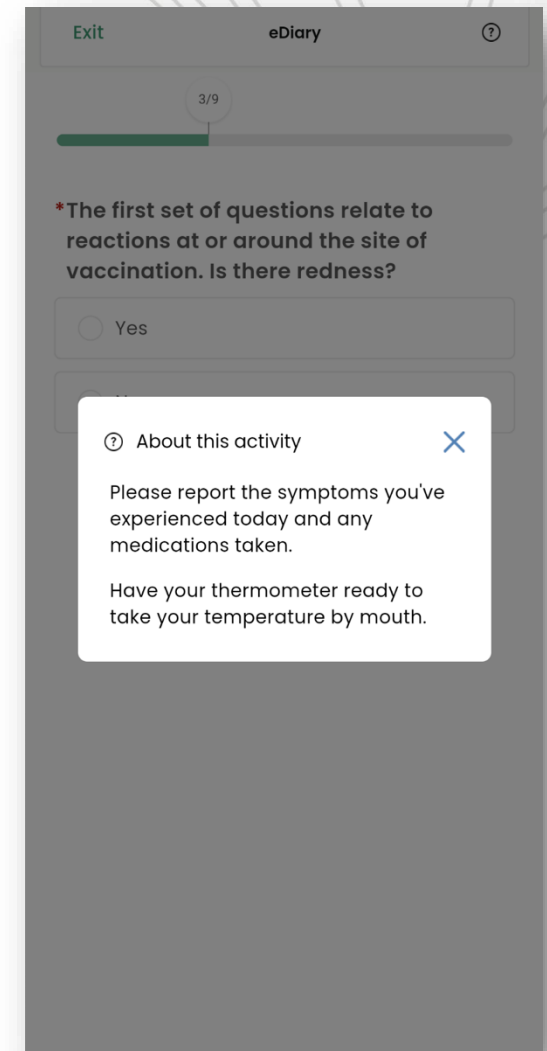 Exit eDiary ?
3/9
*The first set of questions relate to
reactions at or around the site of
vaccination. Is there redness?
Yes
? About this activity
Please report the symptoms you've
experienced today and any
medications taken.
Have your thermometer ready to
take your temperature by mouth.